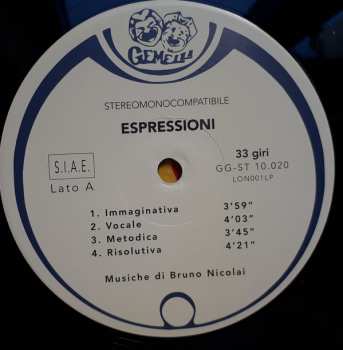 GEMELLI
STEREOMONOCOMPATIBILE
ESPRESSIONI
S.I.A.E.
33 giri
GG-ST 10.020
Lato A
LON001LP
1. Immaginativa 3'59"
2. Vocale 4'03"
3. Metodica 3'45"
4. Risolutiva 4'21"
Musiche di Bruno Nicolai